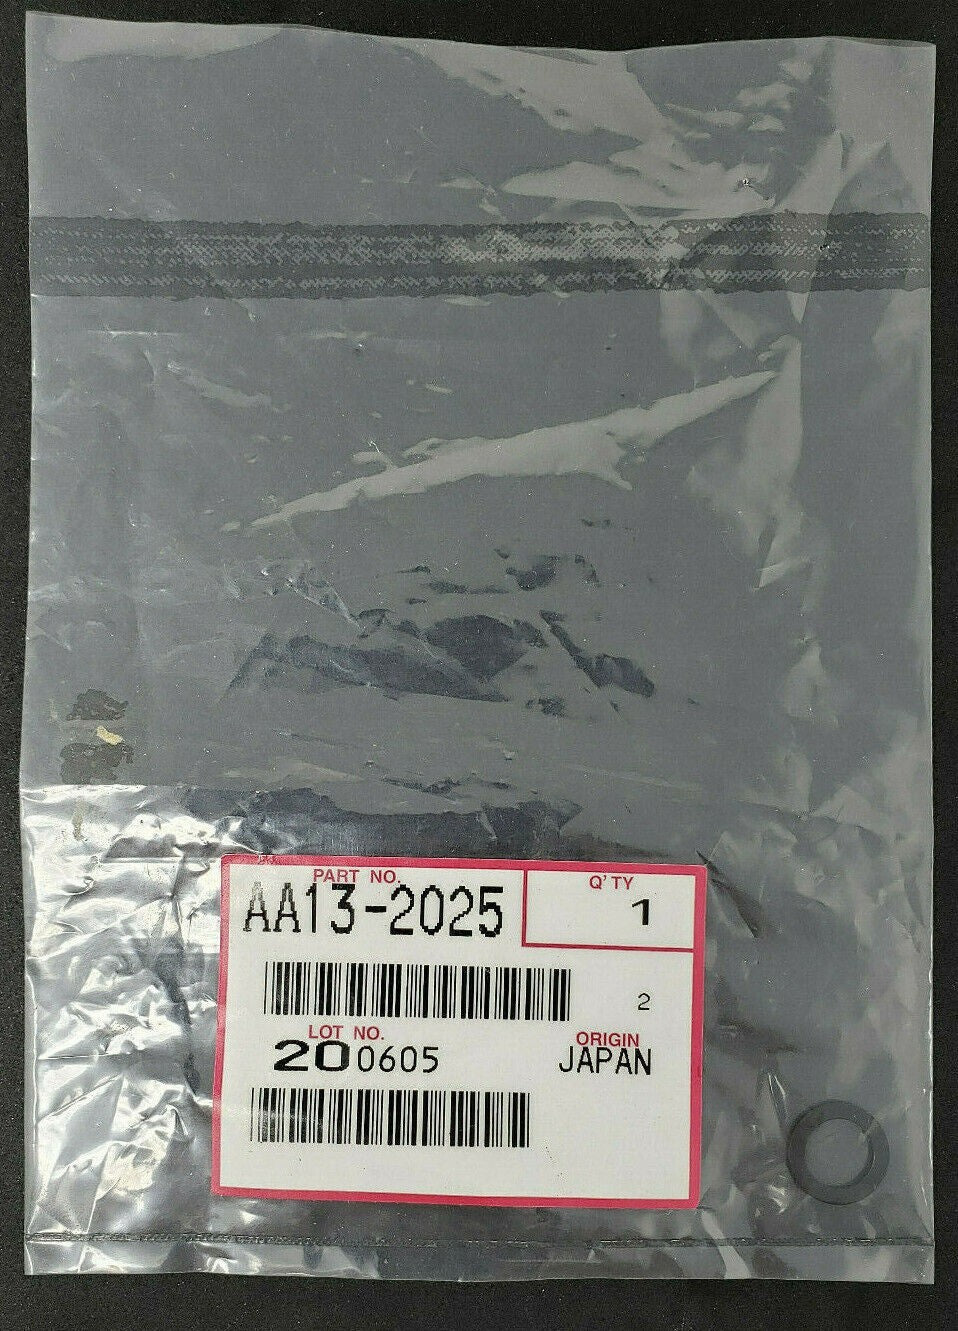 PART NO.
AA13-2025
Q'TY
1
2
LOT NO.
200605
ORIGIN
JAPAN